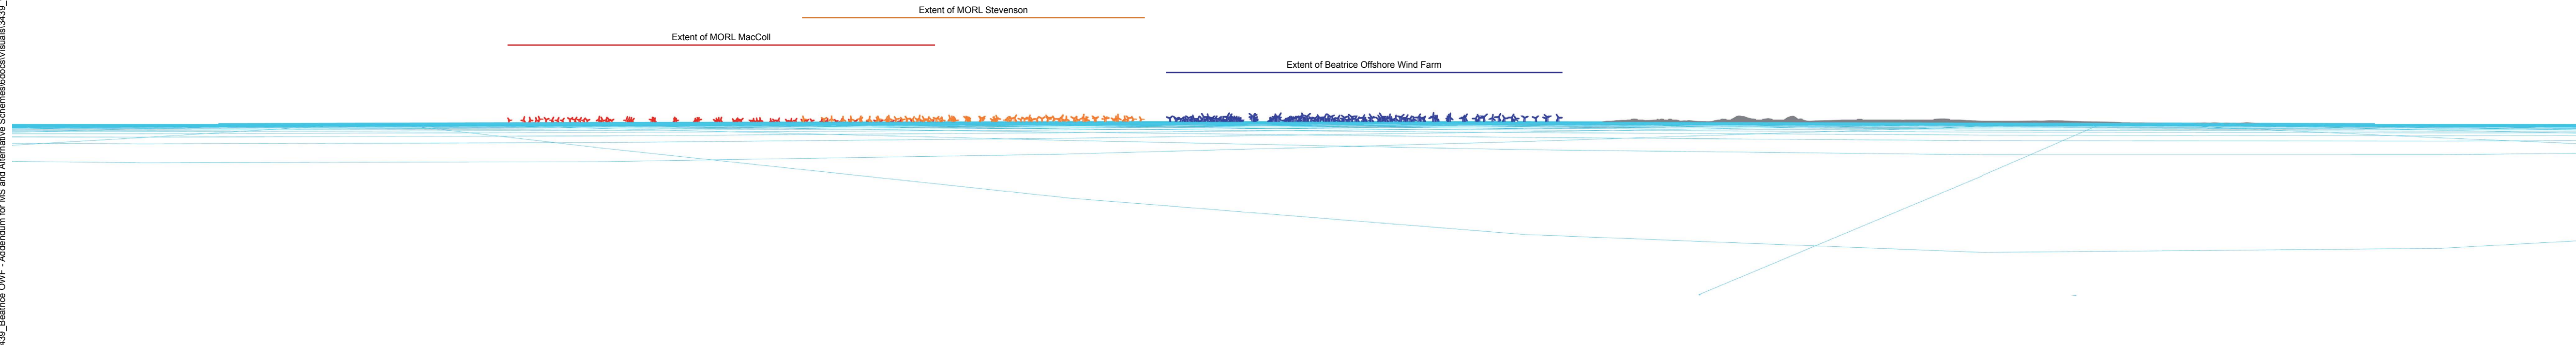 Extent of MORL Stevenson
Extent of MORL MacColl
Extent of Beatrice Offshore Wind Farm
439_Beatrice OWF - Addendum for MS and Alternative Schemes\6docs\Visuals\3439_